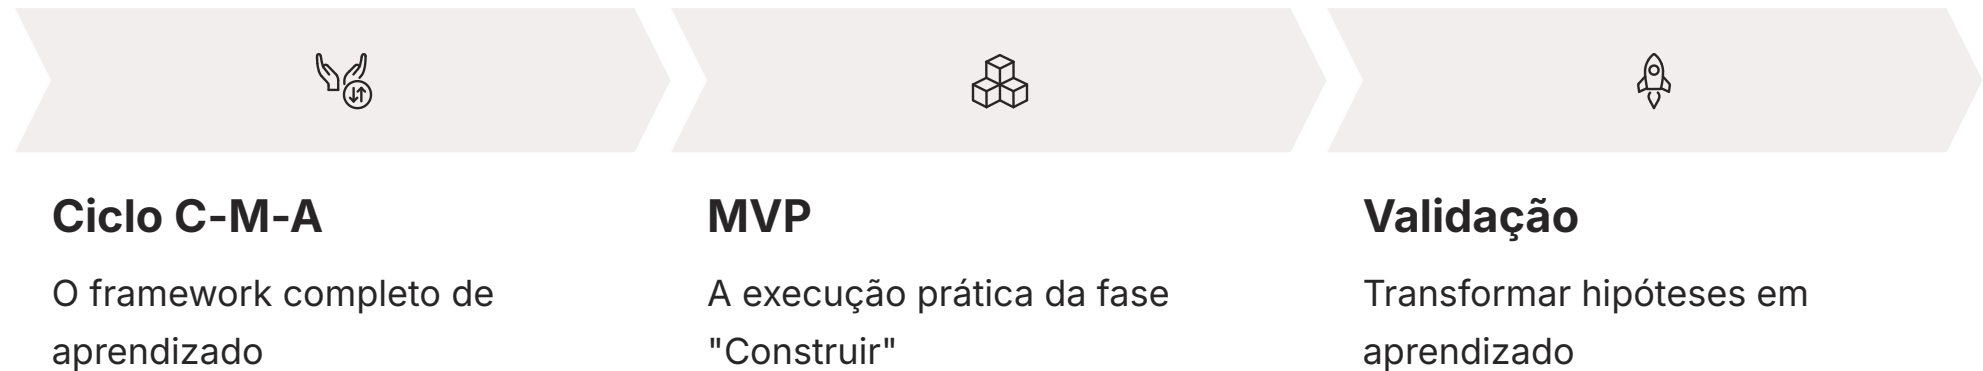 Ciclo C-M-A
O framework completo de
aprendizado
MVP
A execução prática da fase
"Construir"
Validação
Transformar hipóteses em
aprendizado